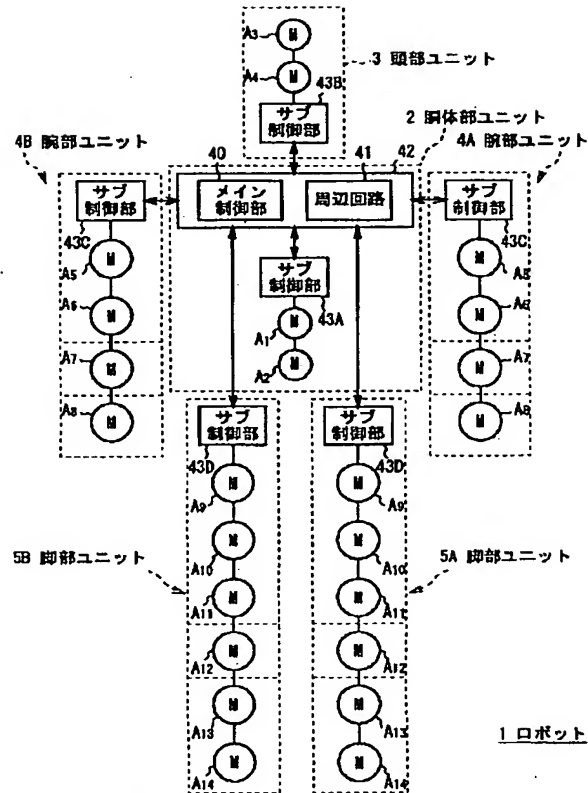 A3
M
A4
M
3 頭部ユニット
43B
サブ
制御部
2 胴体部ユニット
4B 腕部ユニット
40
41
42
4A 腕部ユニット
サブ
制御部
メイン
制御部
周辺回路
サブ
制御部
43C
43C
サブ
制御部
43A
A5
M
A5
M
A6
M
A1
M
A6
M
A7
M
A2
M
A7
M
A8
M
A8
M
サブ
制御部
サブ
制御部
43D
43D
A9
M
A9
M
A10
M
A10
M
5B 脚部ユニット
5A 脚部ユニット
A11
M
A11
M
A12
M
A12
M
A13
M
A13
M
1 ロボット
A14
M
A14
M